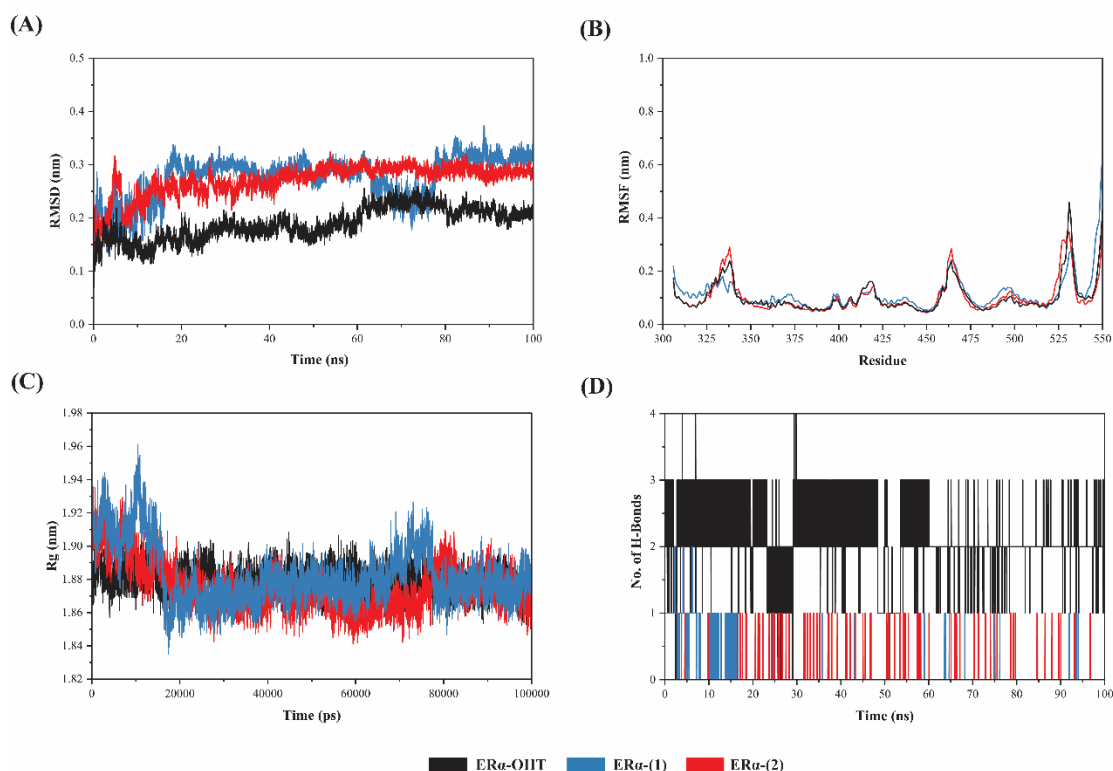 (A)
0.5
0.4
0.3
0.2
0.1
0.0
RMSD (nm)
0 20 40 60 80 100
Time (ns)
(B)
1.0
0.8
0.6
0.4
0.2
0.0
RMSF (nm)
300 325 350 375 400 425 450 475 500 525 550
Residue
(C)
1.98
1.96
1.94
1.92
1.90
1.88
1.86
1.84
1.82
Rg (nm)
0 20000 40000 60000 80000 100000
Time (ps)
(D)
4
3
2
1
0
No. of H-Bonds
0 10 20 30 40 50 60 70 80 90 100
Time (ns)
ERα-OHT ERα-(1) ERα-(2)